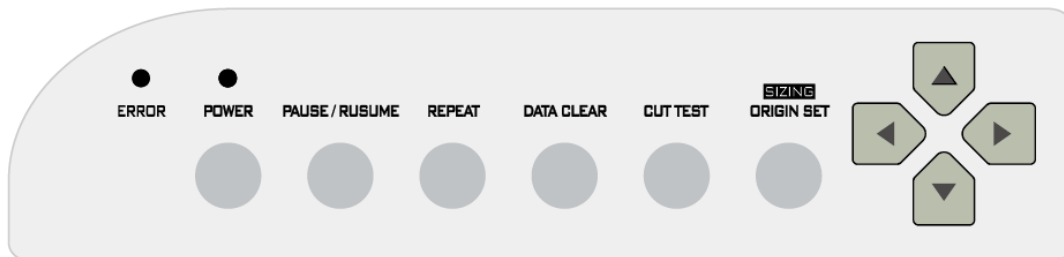 ERROR
POWER
PAUSE / RUSUME
REPEAT
DATA CLEAR
CUT TEST
SIZING
ORIGIN SET